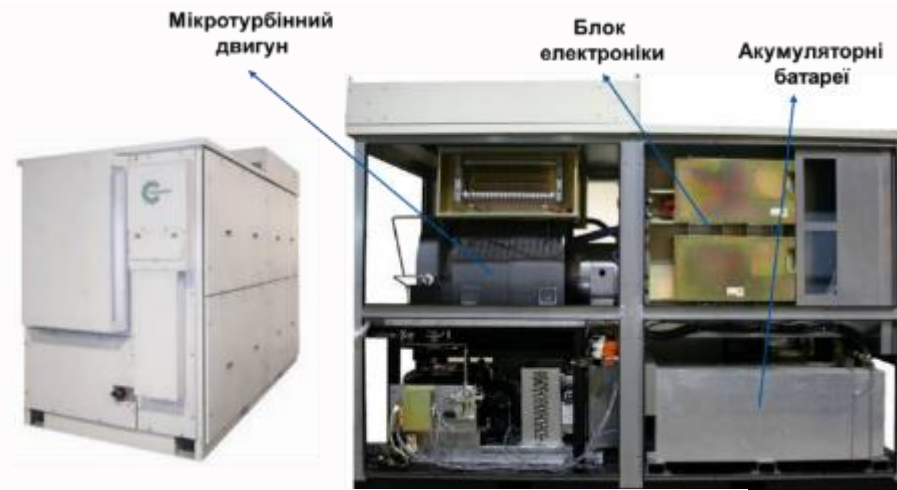 Мікротурбінний
двигун
Блок
електроніки
Акумуляторні
батареї